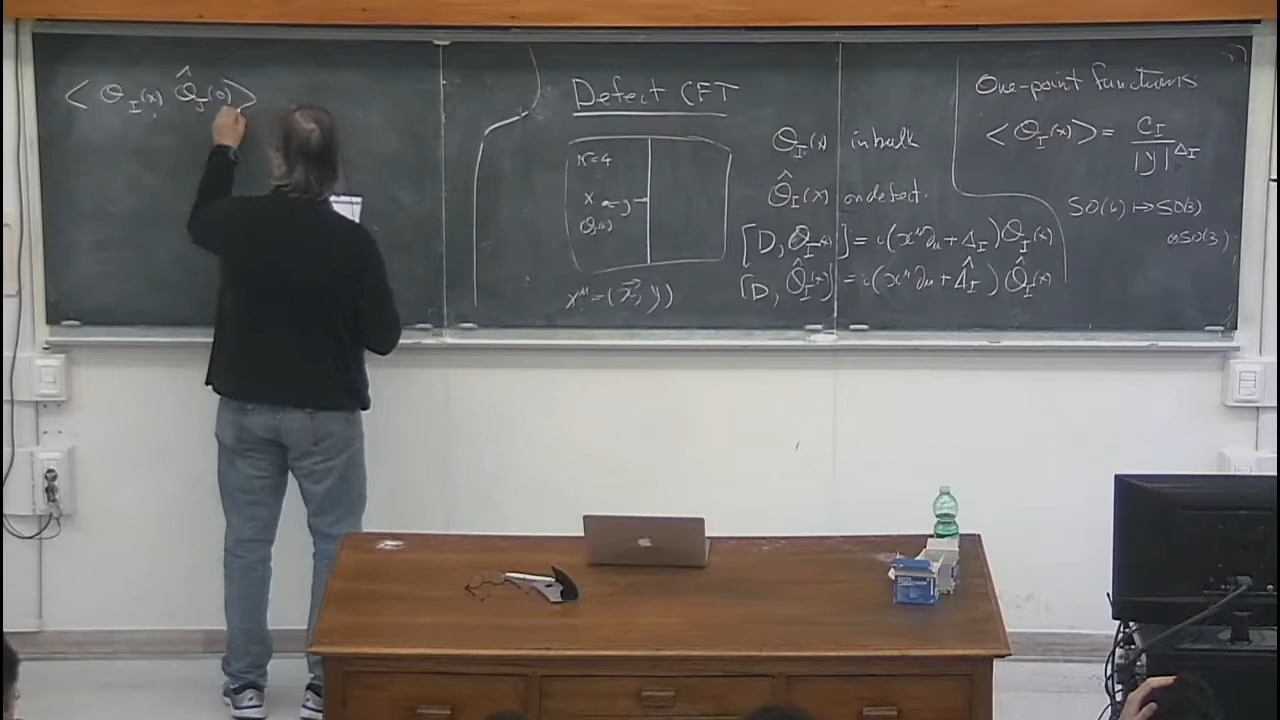 < O_I(x) Ô_J(0) >
Defect CFT
N=4
x ← y →
O_I(x)
x^μ = (x⃗, y)
O_I(x) in bulk
Ô_I(x) on defect.
[D, O_I(x)] = i(x^μ ∂_μ + Δ_I) O_I(x)
[D, Ô_I(x)] = i(x^μ ∂_μ + Δ̂_I) Ô_I(x)
One-point functions
< O_I(x) > = C_I / |y|^Δ_I
SO(6) ↦ SO(3)
⊗ SO(3)